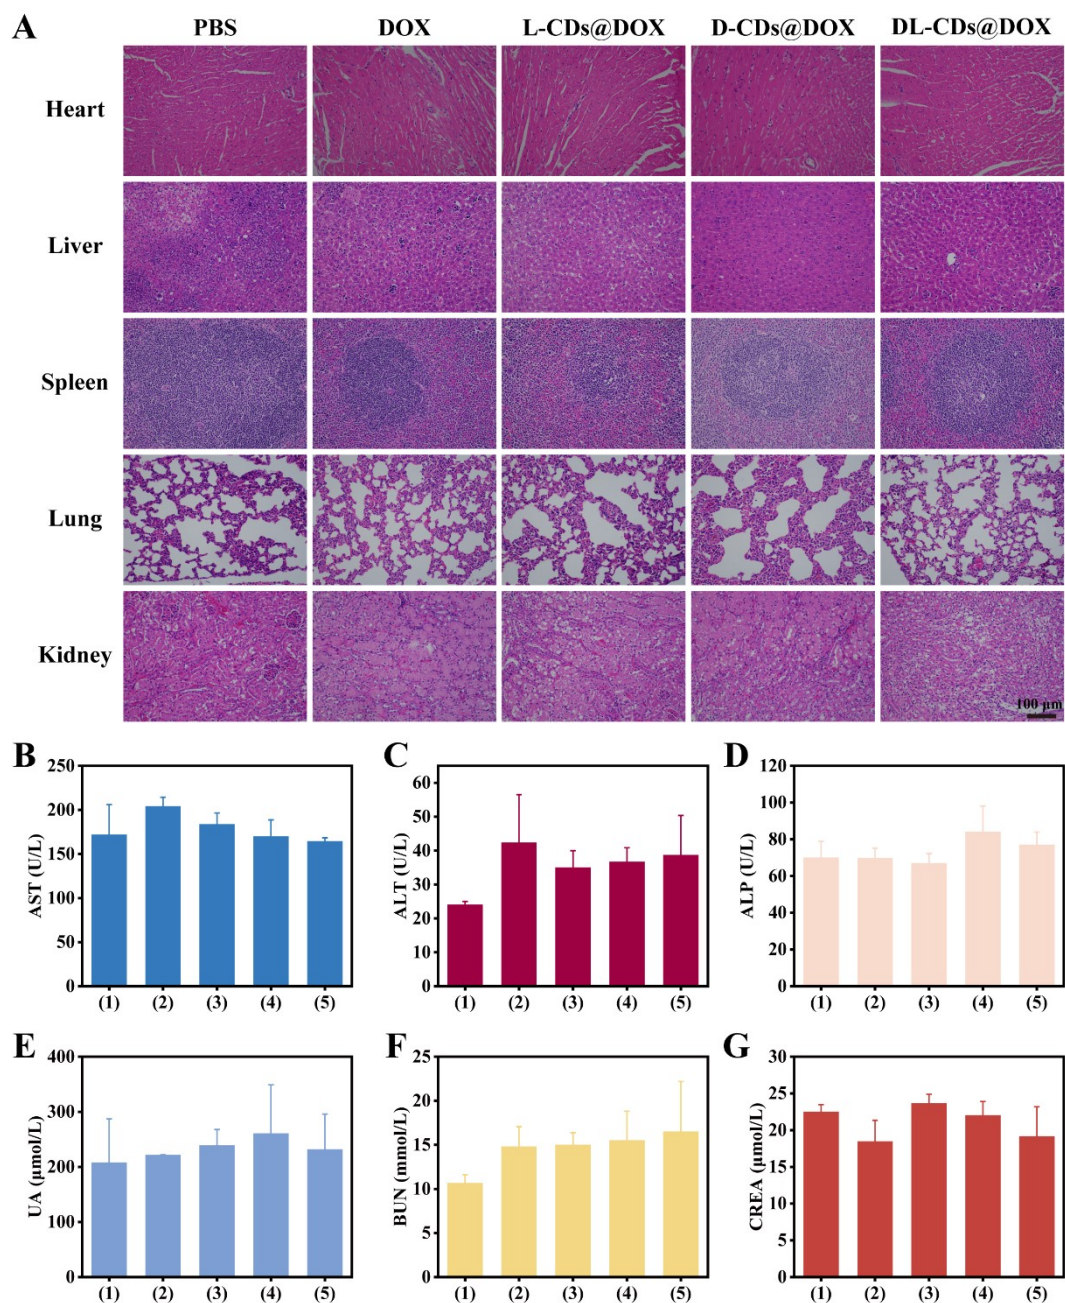 A
PBS DOX L-CDs@DOX D-CDs@DOX DL-CDs@DOX
Heart
Liver
Spleen
Lung
Kidney
100 μm
B
250
200
150
100
50
0
AST (U/L)
(1) (2) (3) (4) (5)
C
60
50
40
30
20
10
0
ALT (U/L)
(1) (2) (3) (4) (5)
D
120
100
80
60
40
20
0
ALP (U/L)
(1) (2) (3) (4) (5)
E
400
300
200
100
0
UA (μmol/L)
(1) (2) (3) (4) (5)
F
25
20
15
10
5
0
BUN (mmol/L)
(1) (2) (3) (4) (5)
G
30
25
20
15
10
5
0
CREA (μmol/L)
(1) (2) (3) (4) (5)